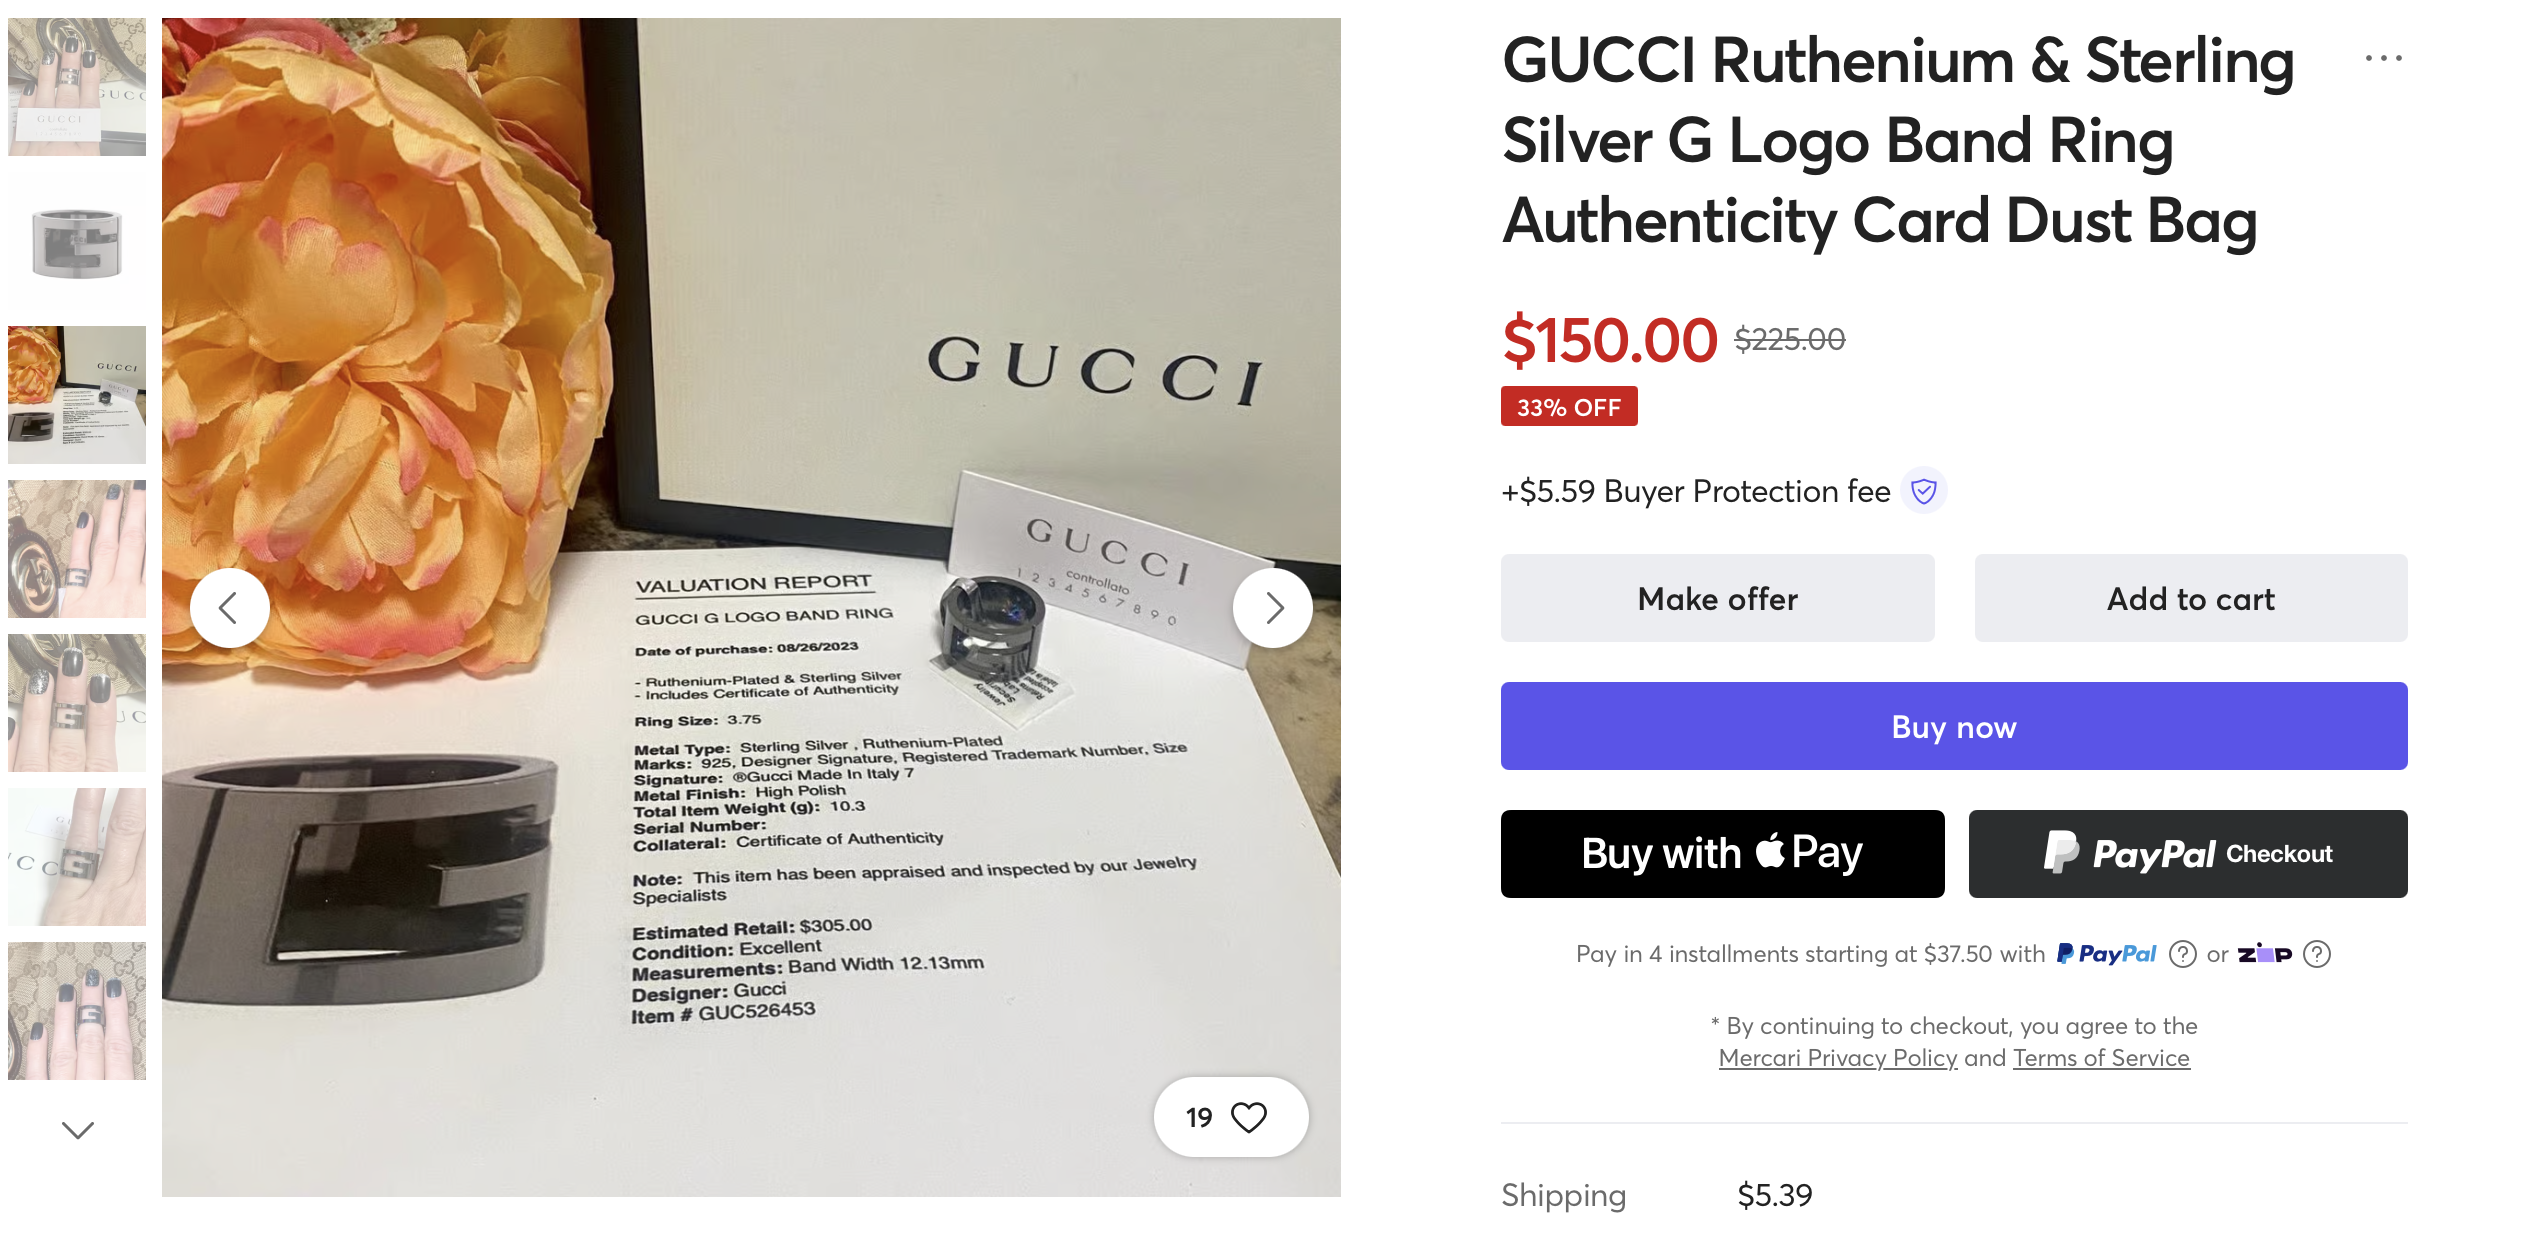 GUCCI Ruthenium & Sterling
Silver G Logo Band Ring
Authenticity Card Dust Bag
$150.00 $225.00
33% OFF
+$5.59 Buyer Protection fee
Make offer
Add to cart
Buy now
Buy with Pay
PayPal Checkout
Pay in 4 installments starting at $37.50 with PayPal ? or zip ?
* By continuing to checkout, you agree to the
Mercari Privacy Policy and Terms of Service
Shipping $5.39
GUCCI
GUCCI
controllato
1 2 3 4 5 6 7 8 9 0
VALUATION REPORT
GUCCI G LOGO BAND RING
Date of purchase: 08/26/2023
- Ruthenium-Plated & Sterling Silver
- Includes Certificate of Authenticity
Ring Size: 3.75
Metal Type: Sterling Silver , Ruthenium-Plated
Marks: 925, Designer Signature, Registered Trademark Number, Size
Signature: ®Gucci Made In Italy 7
Metal Finish: High Polish
Total Item Weight (g): 10.3
Serial Number:
Collateral: Certificate of Authenticity
Note: This item has been appraised and inspected by our Jewelry
Specialists
Estimated Retail: $305.00
Condition: Excellent
Measurements: Band Width 12.13mm
Designer: Gucci
Item # GUC526453
19